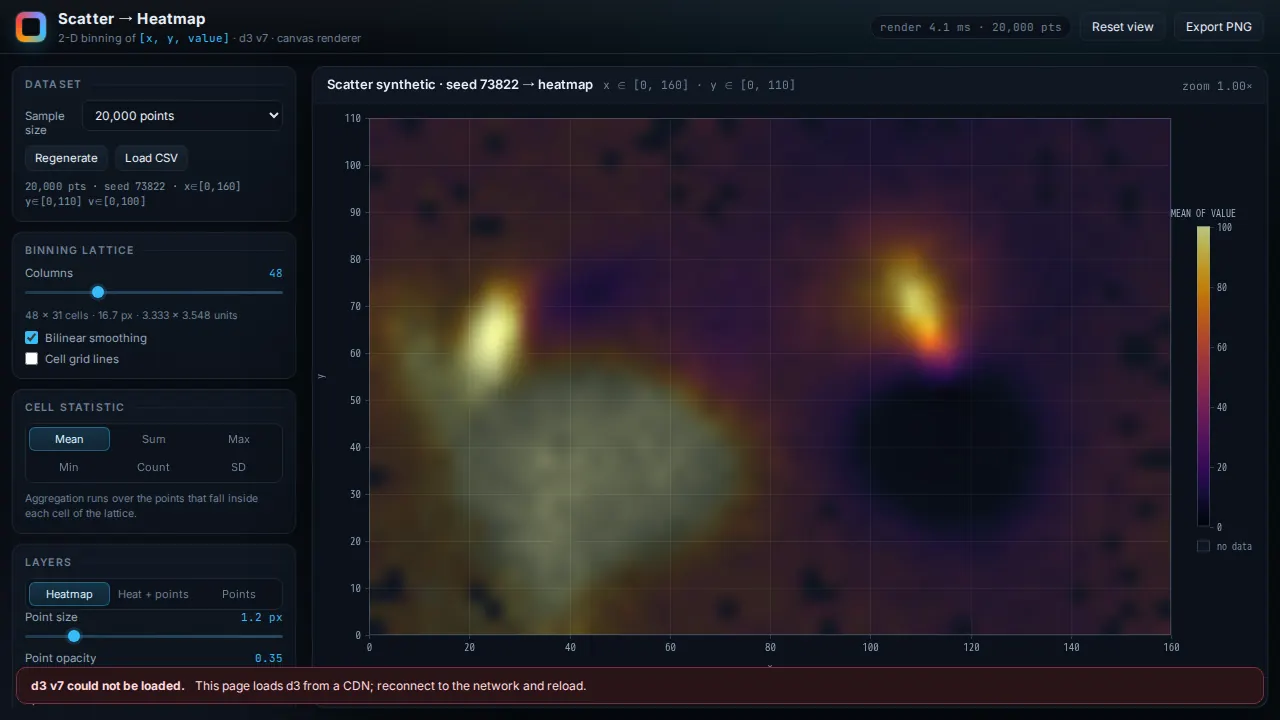 Scatter → Heatmap
2-D binning of [x, y, value] · d3 v7 · canvas renderer
render 4.1 ms · 20,000 pts
Reset view
Export PNG
DATASET
Sample size
20,000 points
Regenerate
Load CSV
20,000 pts · seed 73822 · x∈[0,160]
y∈[0,110] v∈[0,100]
BINNING LATTICE
Columns
48
48 × 31 cells · 16.7 px · 3.333 × 3.548 units
Bilinear smoothing
Cell grid lines
CELL STATISTIC
Mean
Sum
Max
Min
Count
SD
Aggregation runs over the points that fall inside
each cell of the lattice.
LAYERS
Heatmap
Heat + points
Points
Point size
1.2 px
Point opacity
0.35
Scatter synthetic · seed 73822 → heatmap
x ∈ [0, 160] · y ∈ [0, 110]
zoom 1.00×
110
100
90
80
70
60
50
40
30
20
10
0
y
0
20
40
60
80
100
120
140
160
MEAN OF VALUE
100
80
60
40
20
0
no data
d3 v7 could not be loaded. This page loads d3 from a CDN; reconnect to the network and reload.